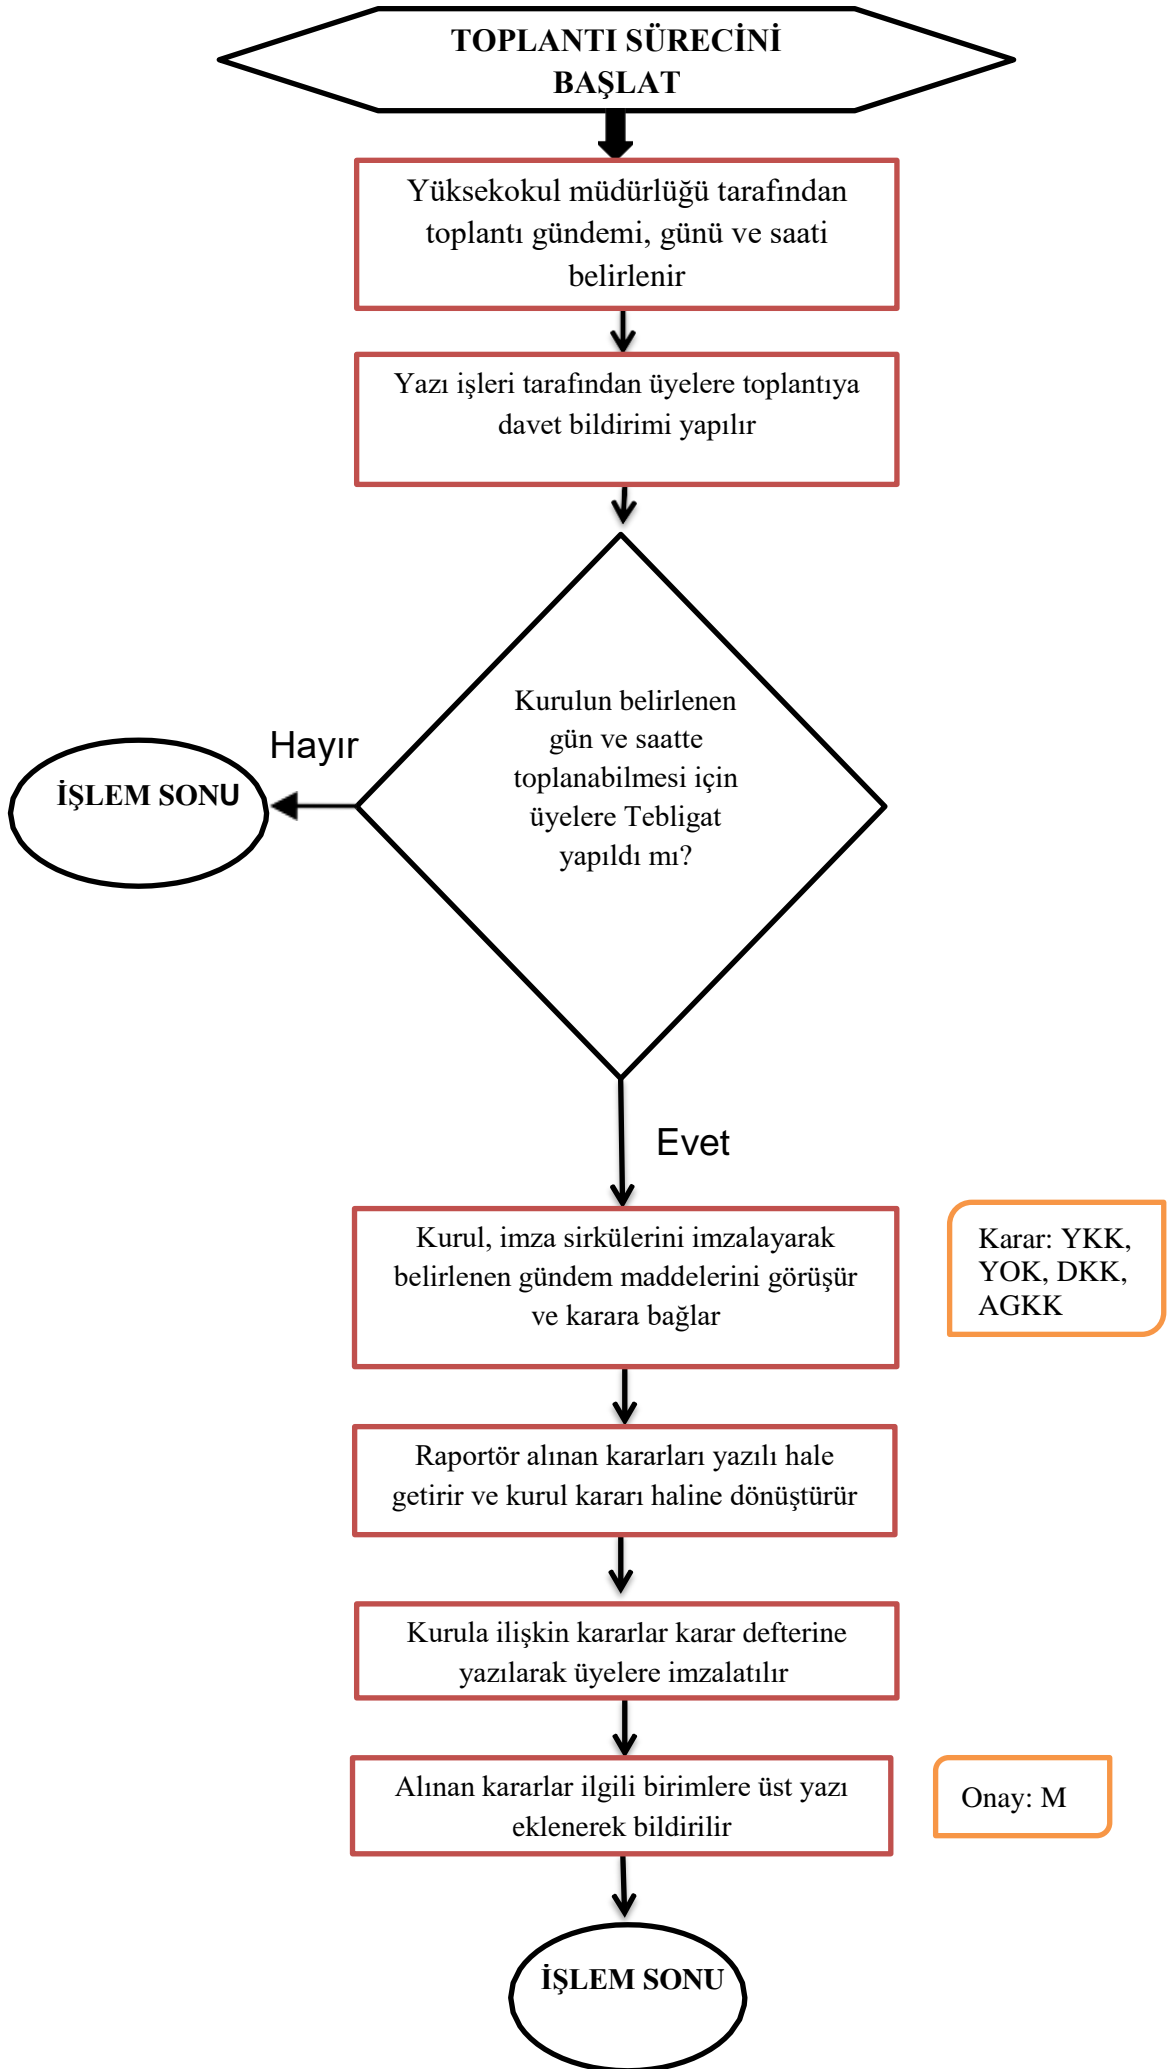 TOPLANTI SÜRECİNİ
BAŞLAT
Yüksekokul müdürlüğü tarafından
toplantı gündemi, günü ve saati
belirlenir
Yazı işleri tarafından üyelere toplantıya
davet bildirimi yapılır
Kurulun belirlenen
gün ve saatte
toplanabilmesi için
üyelere Tebligat
yapıldı mı?
Hayır
İŞLEM SONU
Evet
Kurul, imza sirkülerini imzalayarak
belirlenen gündem maddelerini görüşür
ve karara bağlar
Karar: YKK,
YOK, DKK,
AGKK
Raportör alınan kararları yazılı hale
getirir ve kurul kararı haline dönüştürür
Kurula ilişkin kararlar karar defterine
yazılarak üyelere imzalatılır
Alınan kararlar ilgili birimlere üst yazı
eklenerek bildirilir
Onay: M
İŞLEM SONU